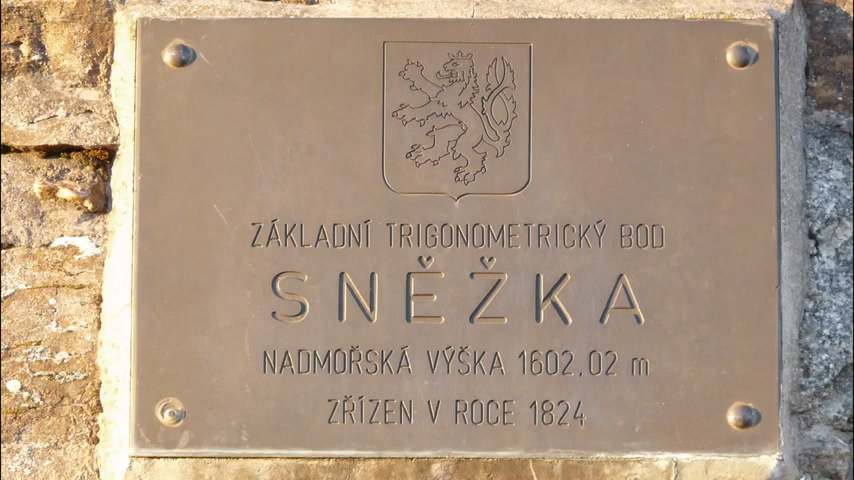 ZÁKLADNÍ TRIGONOMETRICKÝ BOD
SNĚŽKA
NADMOŘSKÁ VÝŠKA 1602,02 m
ZŘÍZEN V ROCE 1824